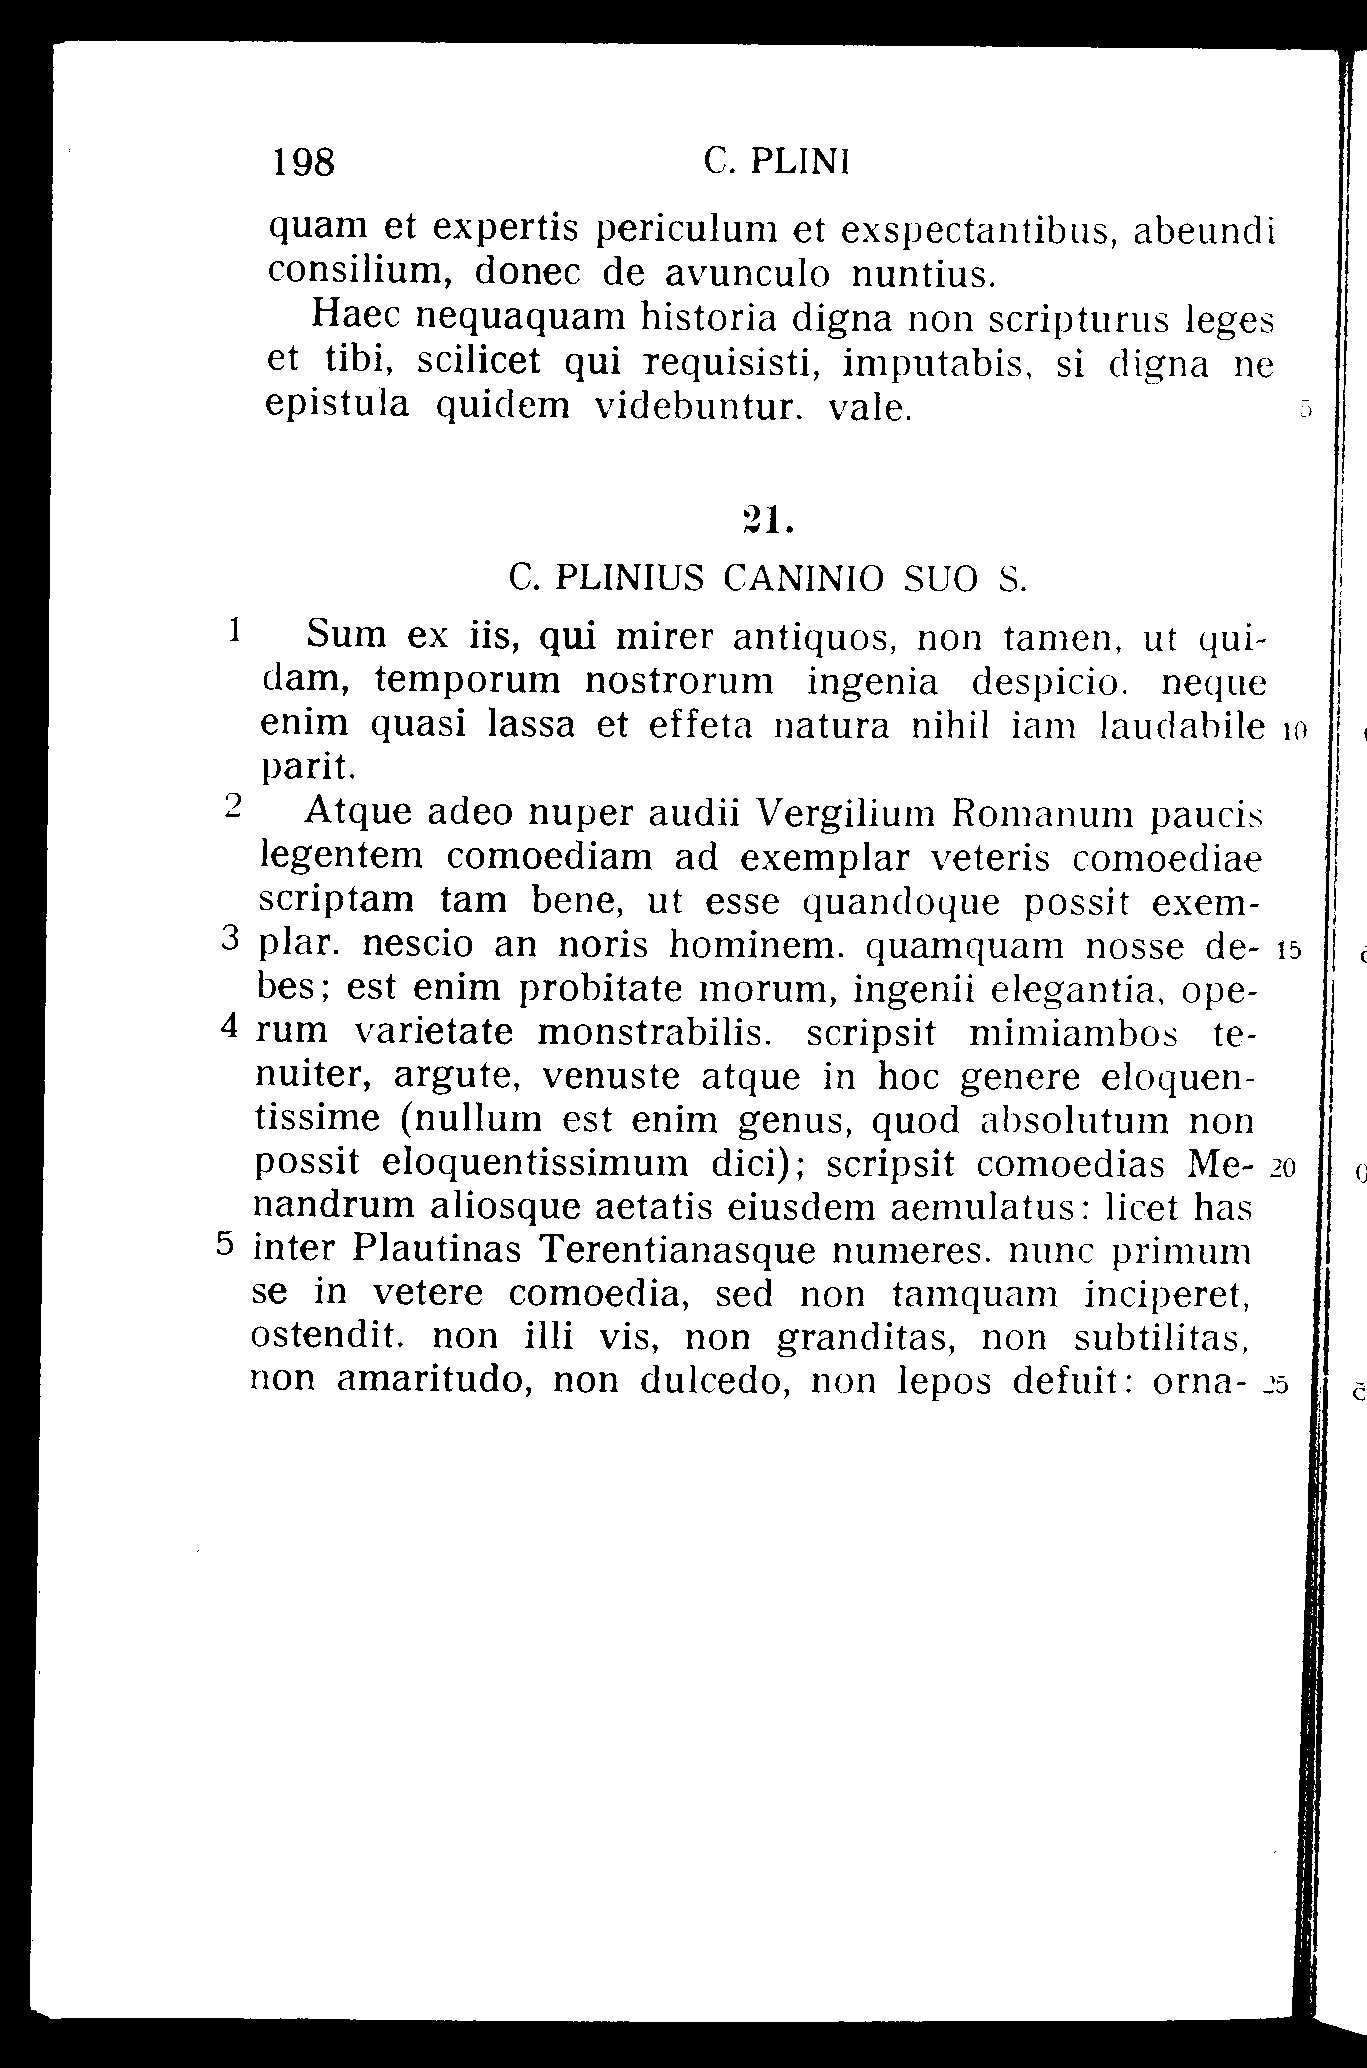 198 C. PLINI
quam et expertis periculum et exspectantibus, abeundi
consilium, donec de avunculo nuntius.
Haec nequaquam historia digna non scripturus leges
et tibi, scilicet qui requisisti, imputabis, si digna ne
epistula quidem videbuntur. vale. 5
21.
C. PLINIUS CANINIO SUO S.
1 Sum ex iis, qui mirer antiquos, non tamen, ut qui-
dam, temporum nostrorum ingenia despicio. neque
enim quasi lassa et effeta natura nihil iam laudabile 10
parit.
2 Atque adeo nuper audii Vergilium Romanum paucis
legentem comoediam ad exemplar veteris comoediae
scriptam tam bene, ut esse quandoque possit exem-
3 plar. nescio an noris hominem. quamquam nosse de- 15
bes; est enim probitate morum, ingenii elegantia, ope-
4 rum varietate monstrabilis. scripsit mimiambos te-
nuiter, argute, venuste atque in hoc genere eloquen-
tissime (nullum est enim genus, quod absolutum non
possit eloquentissimum dici); scripsit comoedias Me- 20
nandrum aliosque aetatis eiusdem aemulatus: licet has
5 inter Plautinas Terentianasque numeres. nunc primum
se in vetere comoedia, sed non tamquam inciperet,
ostendit. non illi vis, non granditas, non subtilitas,
non amaritudo, non dulcedo, non lepos defuit: orna- 25